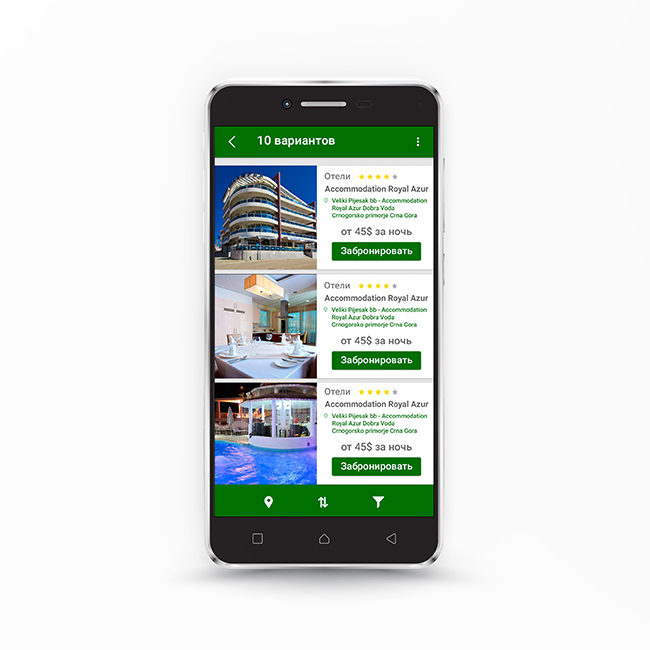 10 вариантов
Отели
Accommodation Royal Azur
Veliki Pijesak bb - Accommodation
Royal Azur Dobra Voda
Crnogorsko primorje Crna Gora
от 45$ за ночь
Забронировать
Отели
Accommodation Royal Azur
Veliki Pijesak bb - Accommodation
Royal Azur Dobra Voda
Crnogorsko primorje Crna Gora
от 45$ за ночь
Забронировать
Отели
Accommodation Royal Azur
Veliki Pijesak bb - Accommodation
Royal Azur Dobra Voda
Crnogorsko primorje Crna Gora
от 45$ за ночь
Забронировать